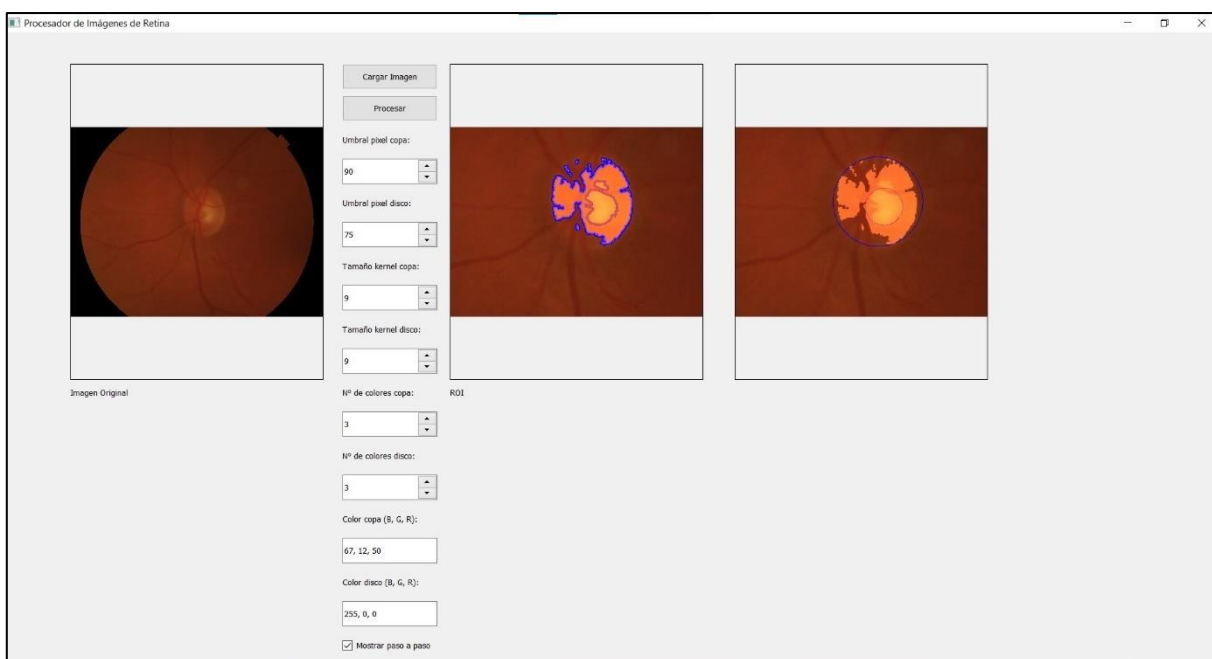 Procesador de Imágenes de Retina
Cargar Imagen
Procesar
Umbral pixel copa:
90
Umbral pixel disco:
75
Tamaño kernel copa:
9
Tamaño kernel disco:
9
Nº de colores copa:
3
Nº de colores disco:
3
Color copa (B, G, R):
67, 12, 50
Color disco (B, G, R):
255, 0, 0
Mostrar paso a paso
Imagen Original
ROI